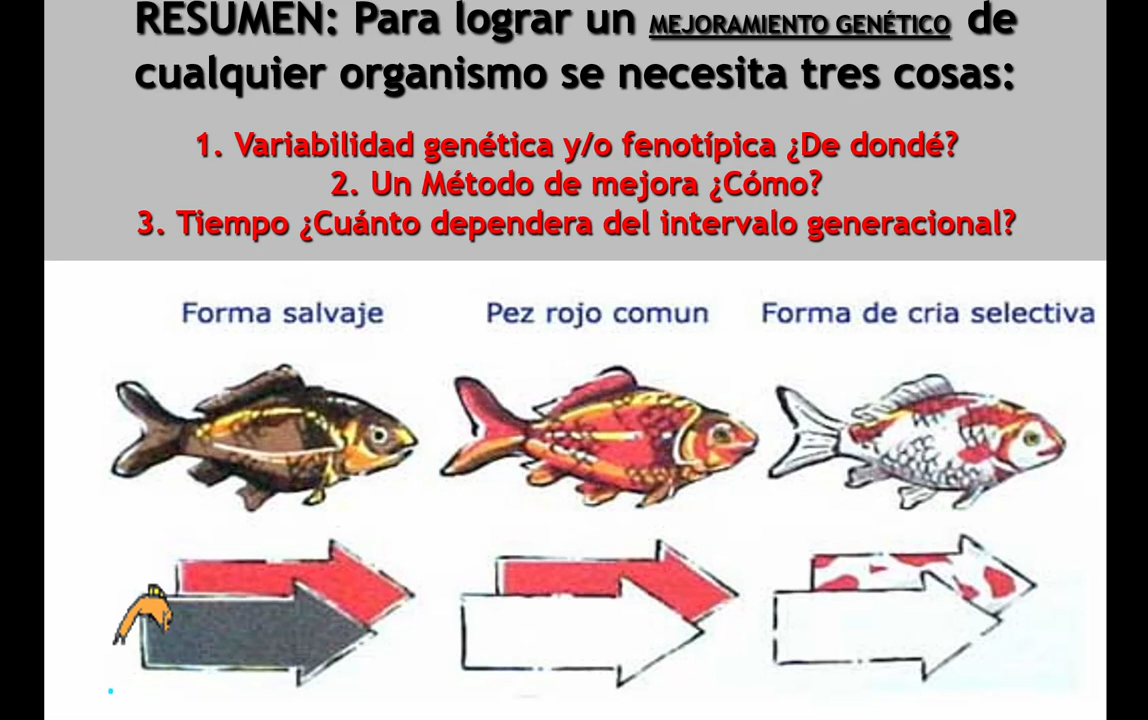 RESUMEN: Para lograr un MEJORAMIENTO GENÉTICO de
cualquier organismo se necesita tres cosas:
1. Variabilidad genética y/o fenotípica ¿De dondé?
2. Un Método de mejora ¿Cómo?
3. Tiempo ¿Cuánto dependera del intervalo generacional?
Forma salvaje Pez rojo comun Forma de cria selectiva